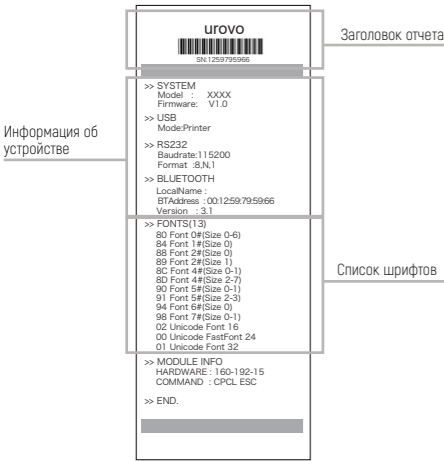 urovo
SN:1259795966
Заголовок отчета
>> SYSTEM
Model : XXXX
Firmware: V1.0
>> USB
Mode:Printer
Информация об
устройстве
>> RS232
Baudrate:115200
Format :8,N,1
>> BLUETOOTH
LocalName :
BTAddress : 00:12:59:79:59:66
Version : 3.1
>> FONTS(13)
80 Font 0#(Size 0-6)
84 Font 1#(Size 0)
88 Font 2#(Size 0)
89 Font 2#(Size 1)
8C Font 4#(Size 0-1)
8D Font 4#(Size 2-7)
90 Font 5#(Size 0-1)
91 Font 5#(Size 2-3)
94 Font 6#(Size 0)
98 Font 7#(Size 0-1)
02 Unicode Font 16
00 Unicode FastFont 24
01 Unicode Font 32
Список шрифтов
>> MODULE INFO
HARDWARE : 160-192-15
COMMAND : CPCL ESC
>> END.